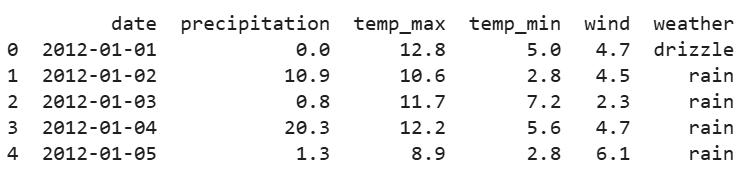 date precipitation temp_max temp_min wind weather
0 2012-01-01 0.0 12.8 5.0 4.7 drizzle
1 2012-01-02 10.9 10.6 2.8 4.5 rain
2 2012-01-03 0.8 11.7 7.2 2.3 rain
3 2012-01-04 20.3 12.2 5.6 4.7 rain
4 2012-01-05 1.3 8.9 2.8 6.1 rain